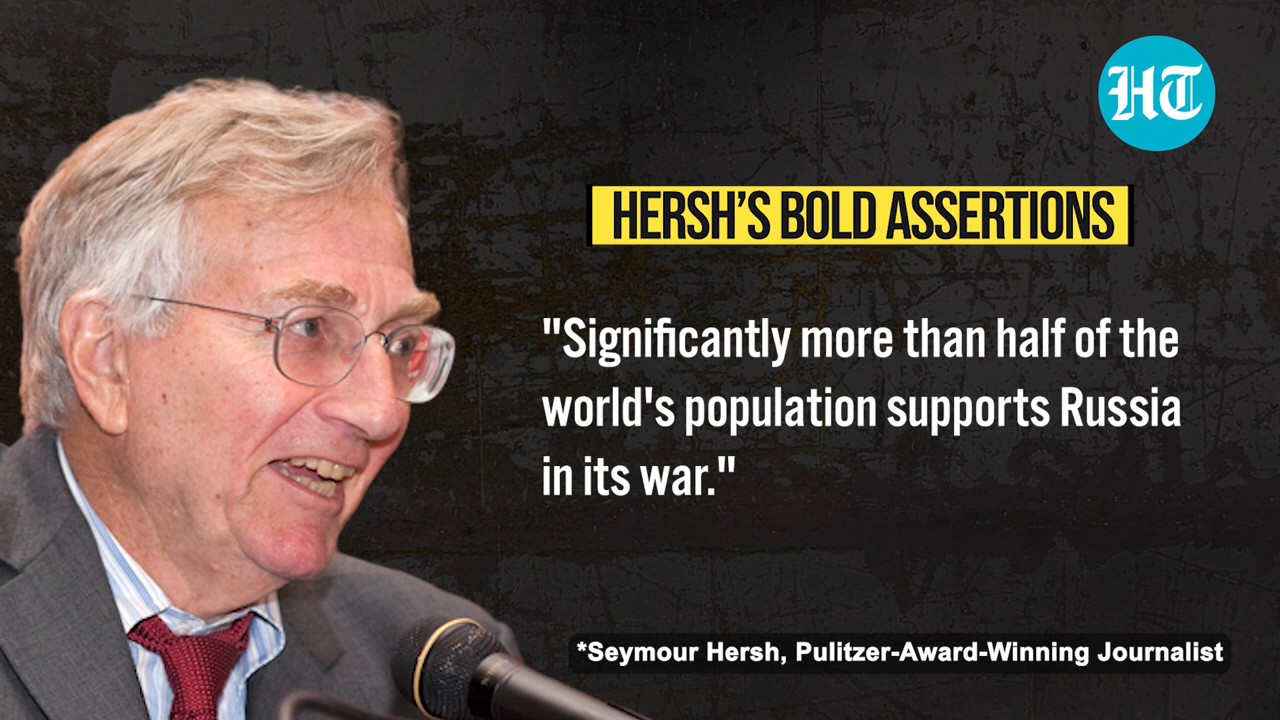 HT
HERSH'S BOLD ASSERTIONS
"Significantly more than half of the
world's population supports Russia
in its war."
*Seymour Hersh, Pulitzer-Award-Winning Journalist